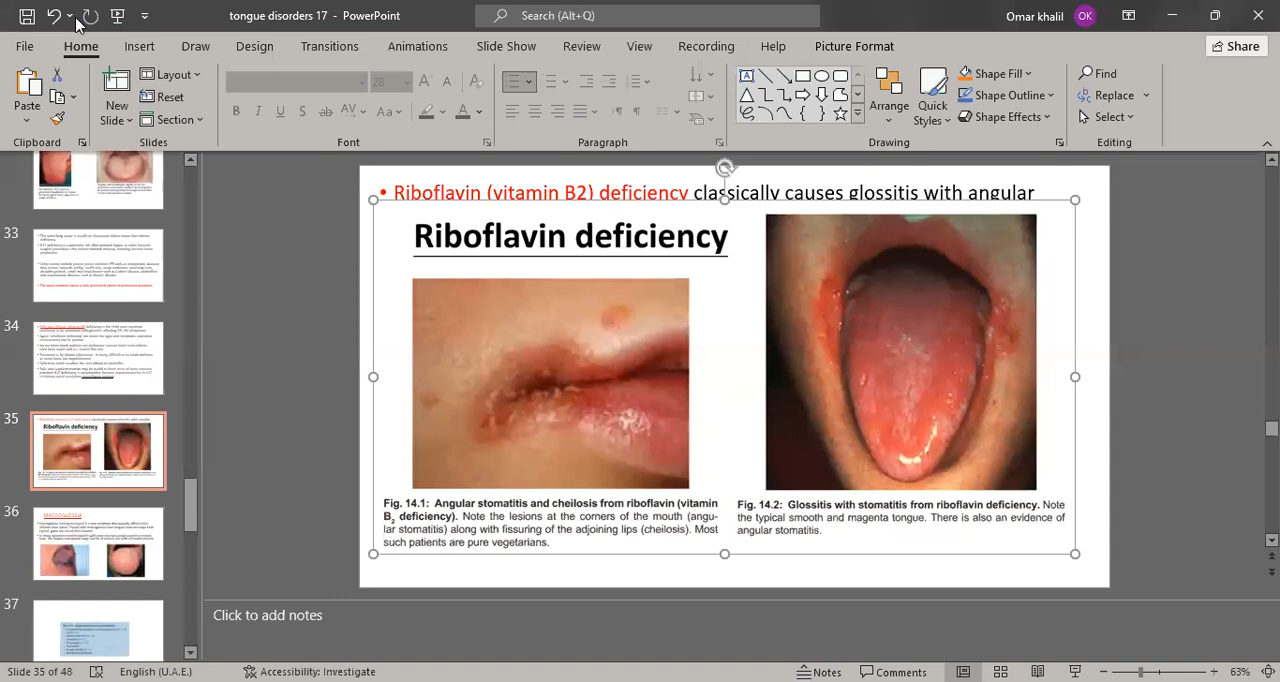 tongue disorders 17 - PowerPoint
Search (Alt+Q)
Omar khalil
OK
File
Home
Insert
Draw
Design
Transitions
Animations
Slide Show
Review
View
Recording
Help
Picture Format
Share
Paste
Clipboard
New
Slide
Layout
Reset
Section
Slides
28
B I U S ab AV Aa A
Font
Paragraph
Arrange
Quick
Styles
Shape Fill
Shape Outline
Shape Effects
Drawing
Find
Replace
Select
Editing
33
34
35
Riboflavin deficiency
36
MACROGLOSSIA
37
• Riboflavin (vitamin B2) deficiency classically causes glossitis with angular
Riboflavin deficiency
Fig. 14.1: Angular stomatitis and cheilosis from riboflavin (vitamin
B2 deficiency). Note the lesions at the corners of the mouth (angu-
lar stomatitis) along with fissuring of the adjoining lips (cheilosis). Most
such patients are pure vegetarians.
Fig. 14.2: Glossitis with stomatitis from riboflavin deficiency. Note
the typical smooth and magenta tongue. There is also an evidence of
angular stomatitis.
Click to add notes
Slide 35 of 48
English (U.A.E.)
Accessibility: Investigate
Notes
Comments
63%